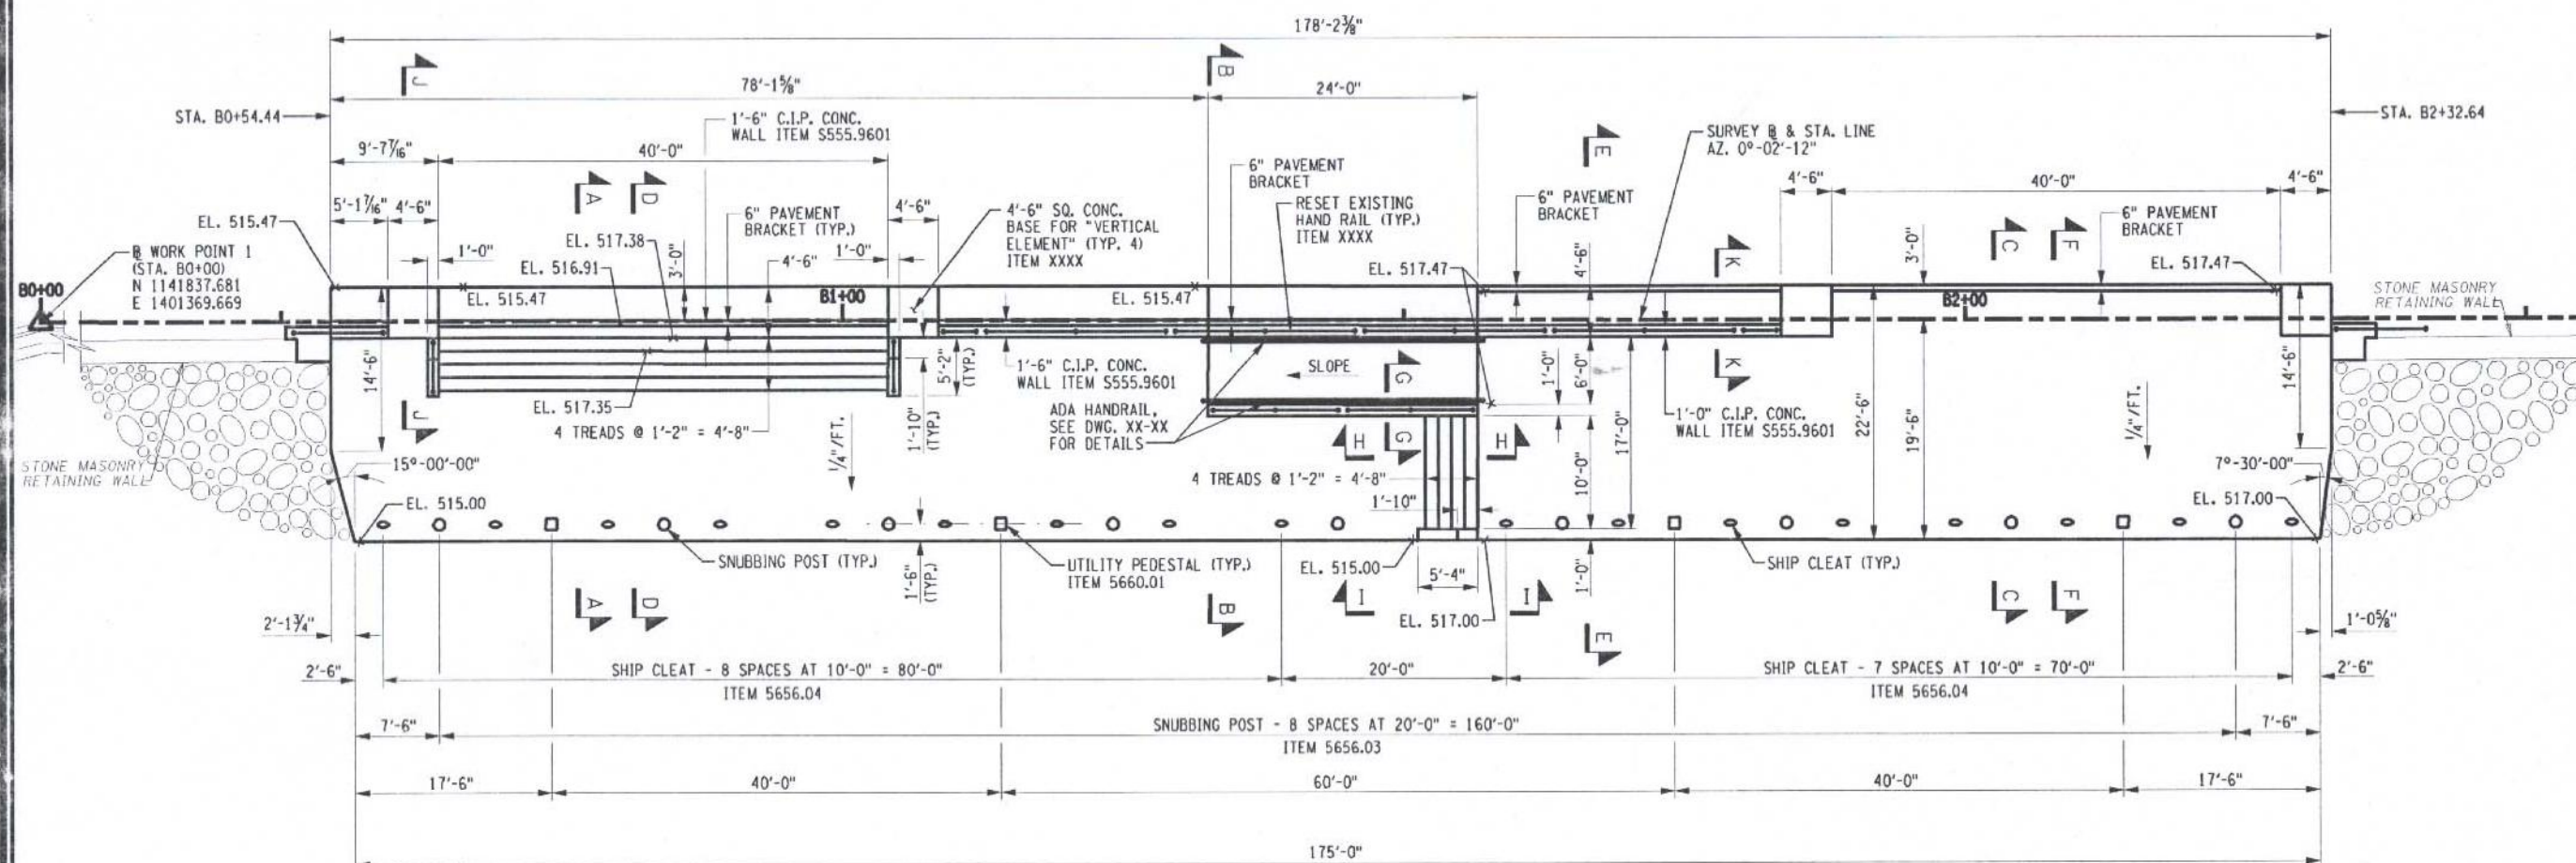 178'-2⅜"
78'-1⅝"
24'-0"
STA. B0+54.44
STA. B2+32.64
J
B
1'-6" C.I.P. CONC.
WALL ITEM S555.9601
SURVEY B & STA. LINE
AZ. 0°-02'-12"
9'-7⁷⁄₁₆"
40'-0"
E
6" PAVEMENT
BRACKET
4'-6"
40'-0"
4'-6"
5'-1⁷⁄₁₆"
4'-6"
A
D
6" PAVEMENT
BRACKET (TYP.)
4'-6"
4'-6" SQ. CONC.
BASE FOR "VERTICAL
ELEMENT" (TYP. 4)
ITEM XXXX
RESET EXISTING
HAND RAIL (TYP.)
ITEM XXXX
6" PAVEMENT
BRACKET
C
F
6" PAVEMENT
BRACKET
EL. 515.47
B WORK POINT 1
(STA. B0+00)
N 1141837.681
E 1401369.669
1'-0"
EL. 517.38
EL. 516.91
3'-0"
4'-6"
1'-0"
EL. 517.47
4'-6"
K
3'-0"
EL. 517.47
B0+00
EL. 515.47
B1+00
EL. 515.47
B2+00
STONE MASONRY
RETAINING WALL
14'-6"
EL. 517.35
4 TREADS @ 1'-2" = 4'-8"
5'-2"
(TYP.)
1'-6" C.I.P. CONC.
WALL ITEM S555.9601
SLOPE
G
1'-0"
6'-0"
K
14'-6"
J
1'-10"
(TYP.)
ADA HANDRAIL,
SEE DWG. XX-XX
FOR DETAILS
H
G
H
17'-0"
1'-0" C.I.P. CONC.
WALL ITEM S555.9601
22'-6"
19'-6"
¼"/FT.
STONE MASONRY
RETAINING WALL
15°-00'-00"
¼"/FT.
4 TREADS @ 1'-2" = 4'-8"
10'-0"
7°-30'-00"
1'-10"
EL. 515.00
EL. 517.00
SNUBBING POST (TYP.)
1'-6"
(TYP.)
UTILITY PEDESTAL (TYP.)
ITEM 5660.01
EL. 515.00
5'-4"
1'-0"
SHIP CLEAT (TYP.)
A
D
B
I
I
EL. 517.00
E
C
F
2'-1¾"
1'-0⅝"
2'-6"
SHIP CLEAT - 8 SPACES AT 10'-0" = 80'-0"
ITEM 5656.04
20'-0"
SHIP CLEAT - 7 SPACES AT 10'-0" = 70'-0"
ITEM 5656.04
2'-6"
7'-6"
SNUBBING POST - 8 SPACES AT 20'-0" = 160'-0"
ITEM 5656.03
7'-6"
17'-6"
40'-0"
60'-0"
40'-0"
17'-6"
175'-0"